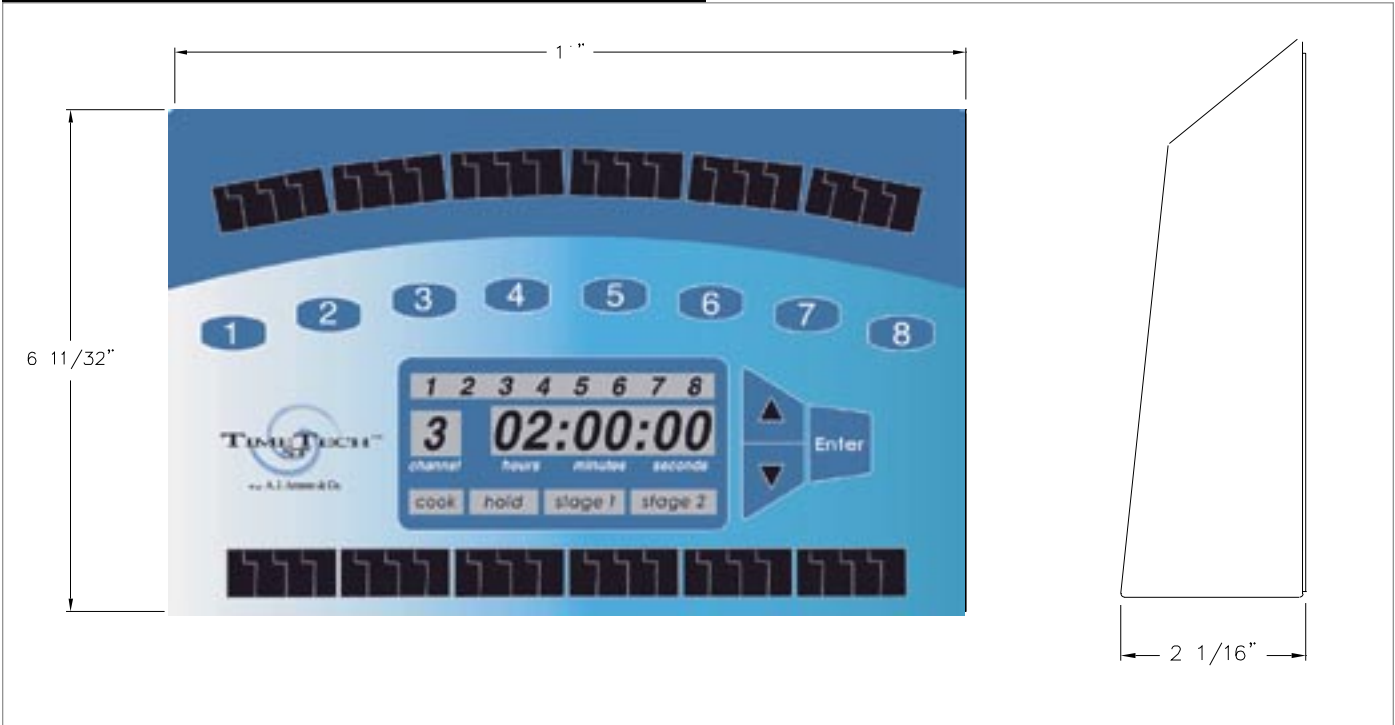 6 11/32"
1 2 3 4 5 6 7 8
1 2 3 4 5 6 7 8
3 02:00:00
channel hours minutes seconds
Enter
TIMETECH™
cook hold stage 1 stage 2
2 1/16"